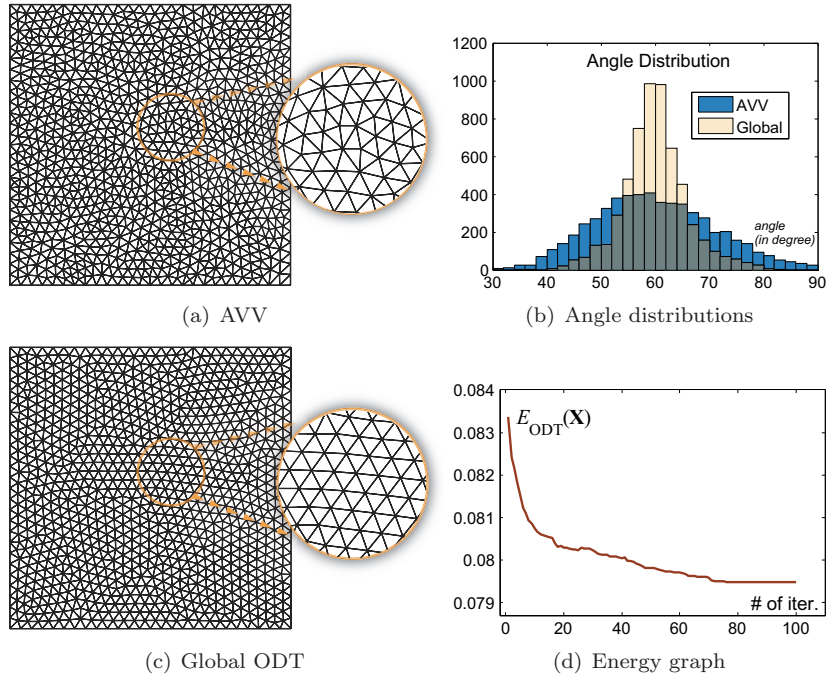 1200
1000
800
600
400
200
0
Angle Distribution
AVV
Global
angle
(in degree)
30 40 50 60 70 80 90
(a) AVV
(b) Angle distributions
0.084
0.083
0.082
0.081
0.08
0.079
E_ODT(X)
# of iter.
0 20 40 60 80 100
(c) Global ODT
(d) Energy graph